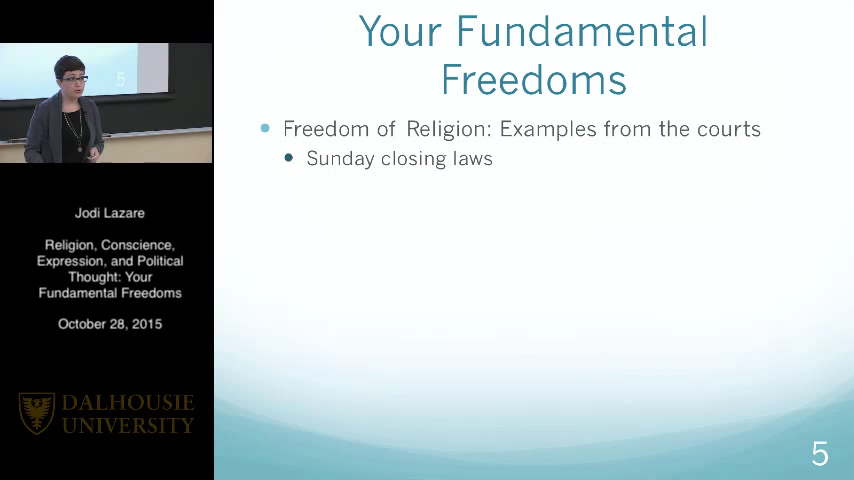 Your Fundamental
Freedoms
Freedom of Religion: Examples from the courts
Sunday closing laws
5
5
Jodi Lazare
Religion, Conscience,
Expression, and Political
Thought: Your
Fundamental Freedoms
October 28, 2015
DALHOUSIE
UNIVERSITY